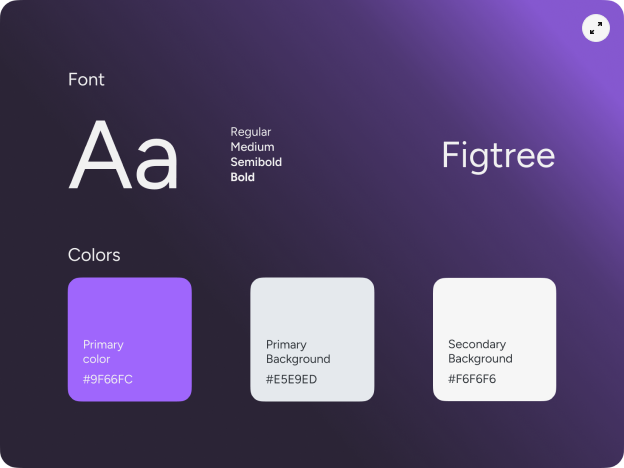 Font
Aa
Regular
Medium
Semibold
Bold
Figtree
Colors
Primary
color
#9F66FC
Primary
Background
#E5E9ED
Secondary
Background
#F6F6F6